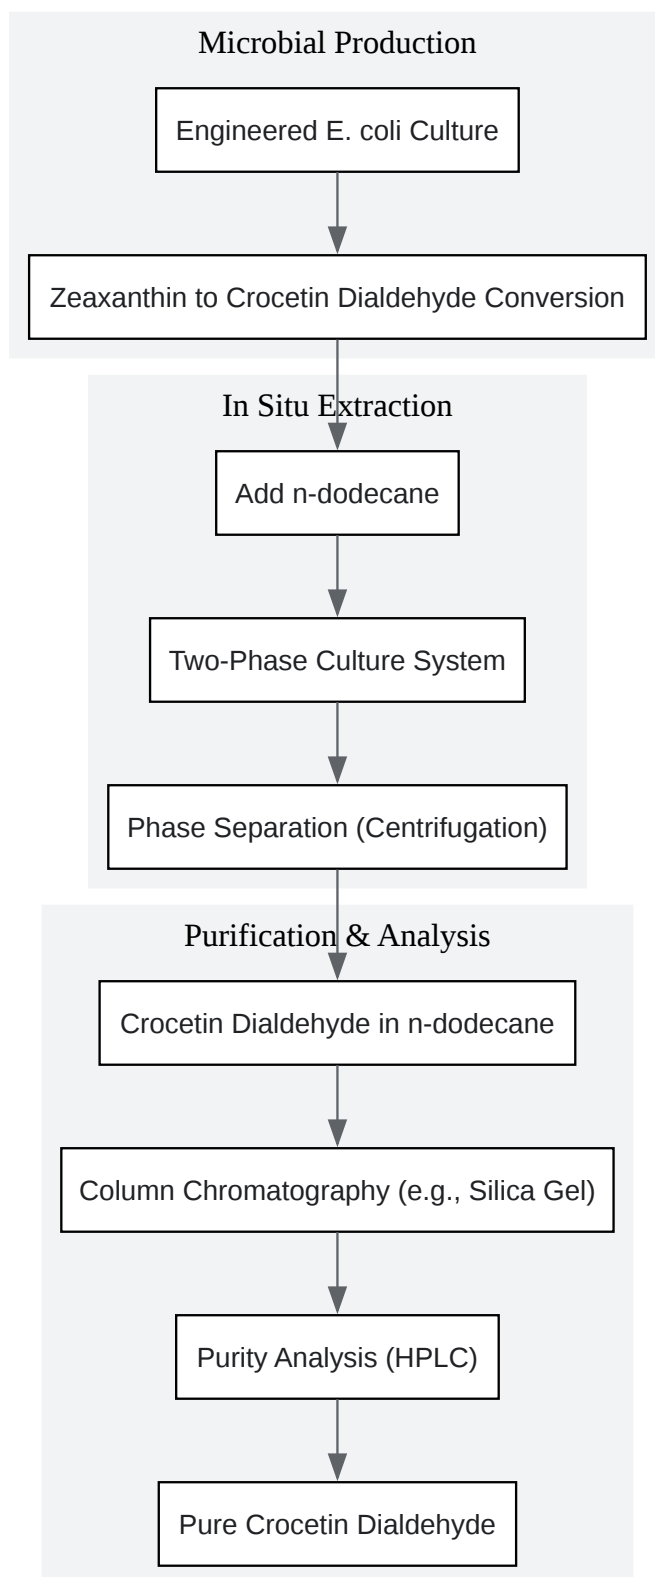 Microbial Production
Engineered E. coli Culture
Zeaxanthin to Crocetin Dialdehyde Conversion
In Situ Extraction
Add n-dodecane
Two-Phase Culture System
Phase Separation (Centrifugation)
Purification & Analysis
Crocetin Dialdehyde in n-dodecane
Column Chromatography (e.g., Silica Gel)
Purity Analysis (HPLC)
Pure Crocetin Dialdehyde